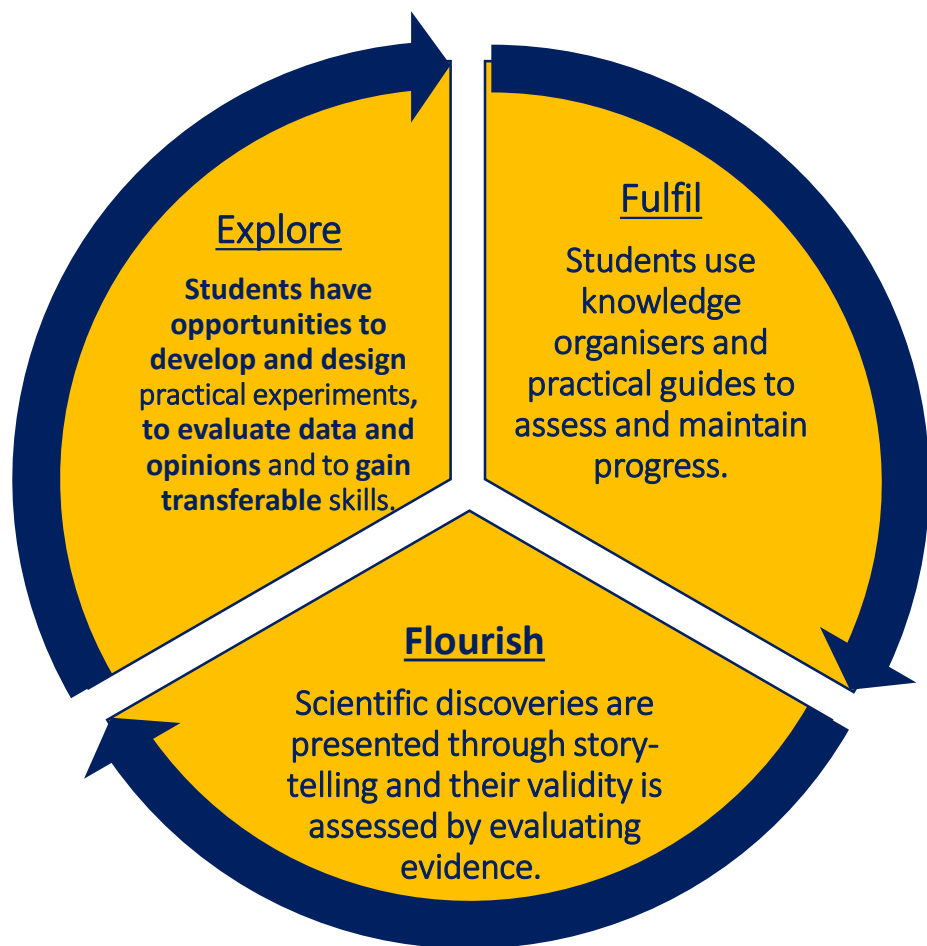 Explore
Students have
opportunities to
develop and design
practical experiments,
to evaluate data and
opinions and to gain
transferable skills.
Fulfil
Students use
knowledge
organisers and
practical guides to
assess and maintain
progress.
Flourish
Scientific discoveries are
presented through story-
telling and their validity is
assessed by evaluating
evidence.